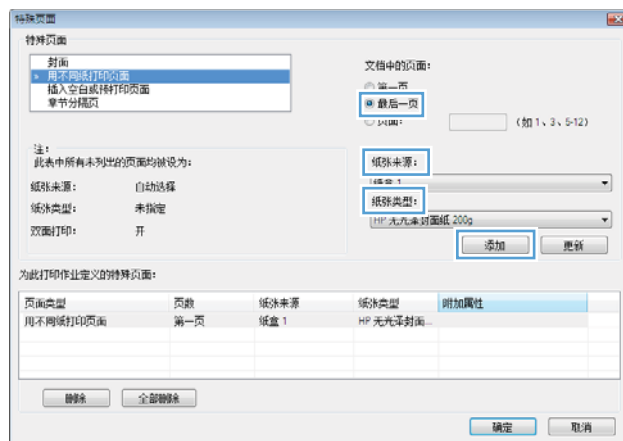 特殊页面
特殊页面
封面
用不同纸打印页面
插入空白或预打印页面
章节分隔页
文档中的页面：
第一页
最后一页
页面： (如 1、3、5-12)
注：
此表中所有未列出的页面均被设为：
纸张来源： 自动选择
纸张类型： 未指定
双面打印： 开
纸张来源：
纸盒 1
纸张类型：
HP 无光泽封面纸 200g
添加 更新
为此打印作业定义的特殊页面：
页面类型 页数 纸张来源 纸张类型 附加属性
用不同纸打印页面 第一页 纸盒 1 HP 无光泽封面...
删除 全部删除
确定 取消